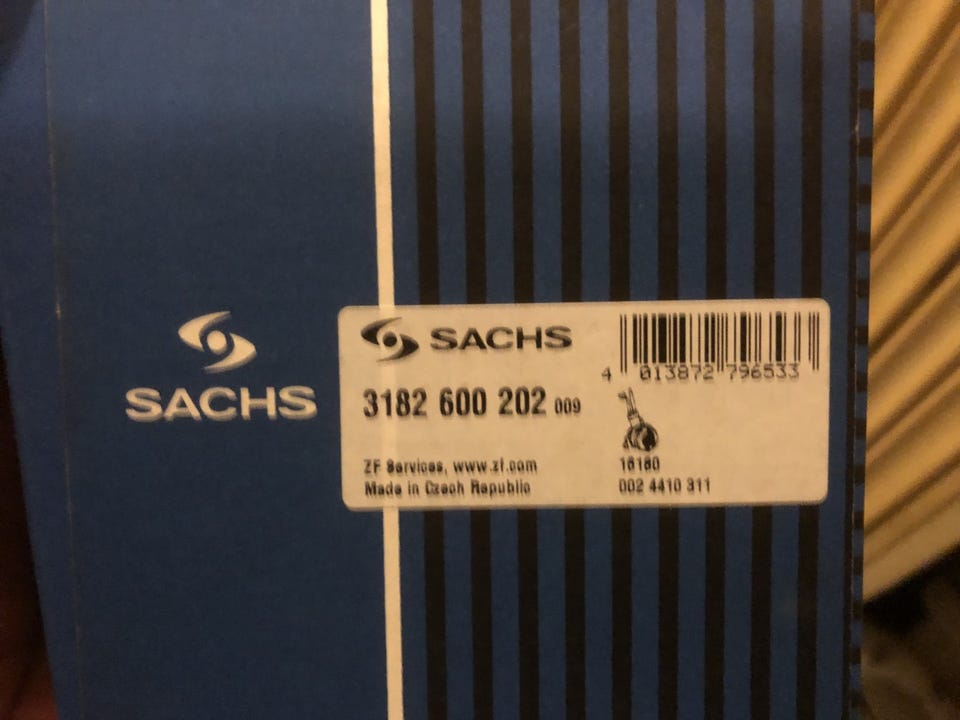 SACHS
SACHS
3182 600 202 009
ZF Services, www.zf.com
Made in Czech Republic
4 013872 796533
16160
002 4410 311